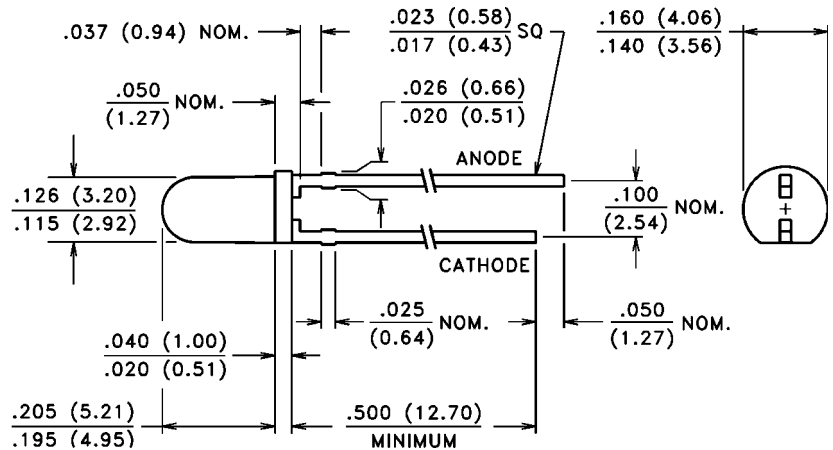 .037 (0.94) NOM.
.023 (0.58)
.017 (0.43)
SQ
.160 (4.06)
.140 (3.56)
.050
(1.27)
NOM.
.026 (0.66)
.020 (0.51)
ANODE
.126 (3.20)
.115 (2.92)
.100
(2.54)
NOM.
CATHODE
.025
(0.64)
NOM.
.050
(1.27)
NOM.
.040 (1.00)
.020 (0.51)
.205 (5.21)
.195 (4.95)
.500 (12.70)
MINIMUM